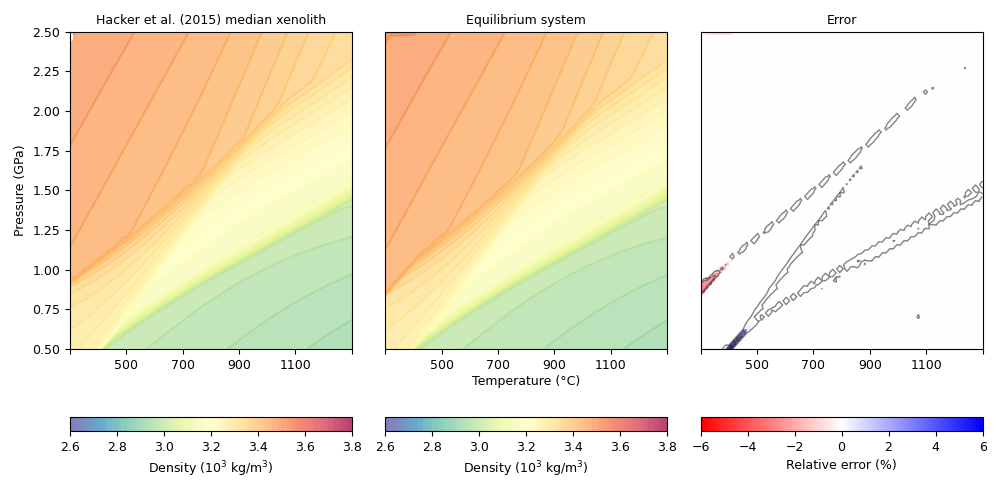 Hacker et al. (2015) median xenolith
Equilibrium system
Error
2.50
2.25
2.00
1.75
1.50
1.25
1.00
0.75
0.50
Pressure (GPa)
500 700 900 1100
500 700 900 1100
500 700 900 1100
Temperature (°C)
2.6 2.8 3.0 3.2 3.4 3.6 3.8
Density (10³ kg/m³)
2.6 2.8 3.0 3.2 3.4 3.6 3.8
Density (10³ kg/m³)
−6 −4 −2 0 2 4 6
Relative error (%)